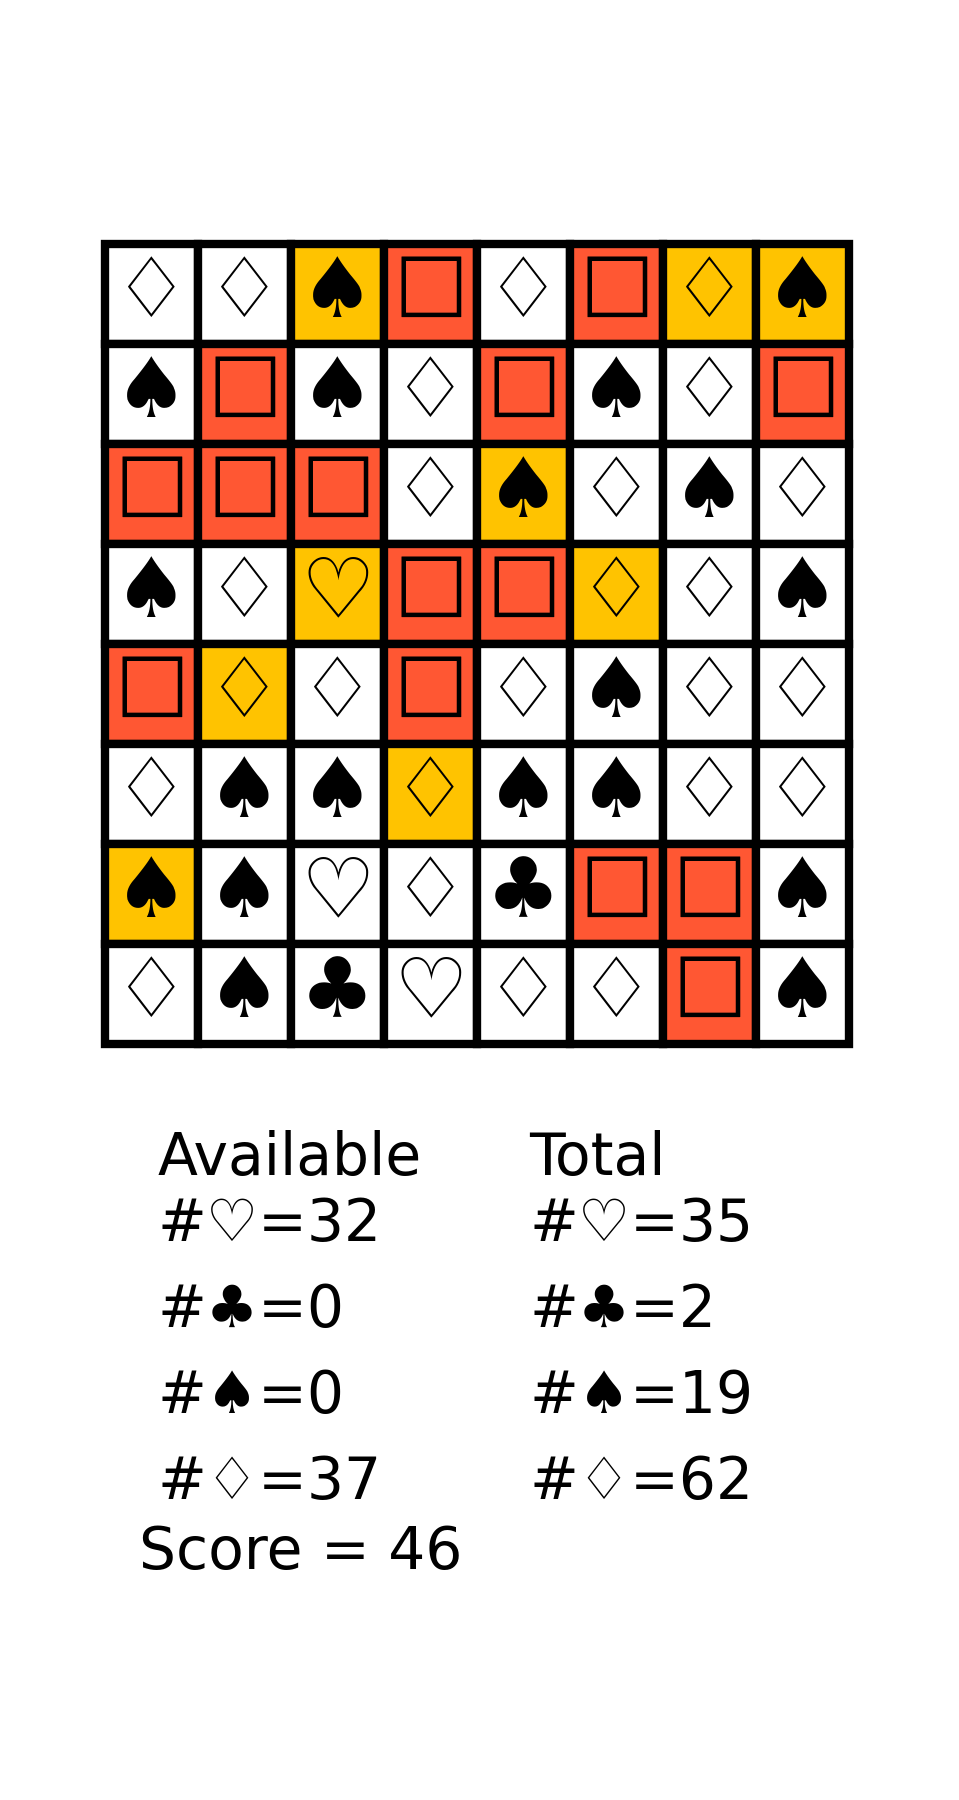 ♢ ♢ ♠ □ ♢ □ ♢ ♠
♠ □ ♠ ♢ □ ♠ ♢ □
□ □ □ ♢ ♠ ♢ ♠ ♢
♠ ♢ ♡ □ □ ♢ ♢ ♠
□ ♢ ♢ □ ♢ ♠ ♢ ♢
♢ ♠ ♠ ♢ ♠ ♠ ♢ ♢
♠ ♠ ♡ ♢ ♣ □ □ ♠
♢ ♠ ♣ ♡ ♢ ♢ □ ♠
Available Total
#♡=32 #♡=35
#♣=0 #♣=2
#♠=0 #♠=19
#♢=37 #♢=62
Score = 46